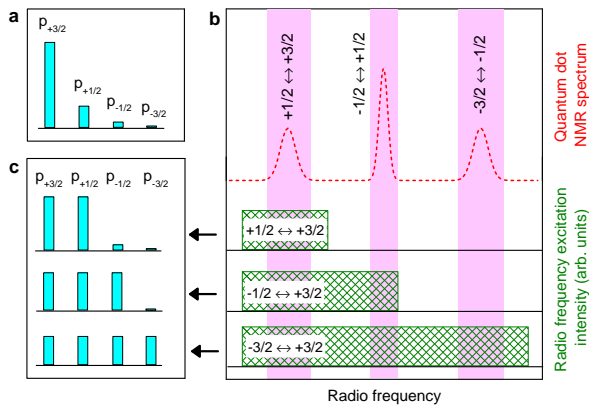 a
p+3/2
p+1/2
p-1/2
p-3/2
b
+1/2 ↔ +3/2
-1/2 ↔ +1/2
-3/2 ↔ -1/2
Quantum dot
NMR spectrum
c
p+3/2 p+1/2 p-1/2 p-3/2
+1/2 ↔ +3/2
-1/2 ↔ +3/2
-3/2 ↔ +3/2
Radio frequency excitation
intensity (arb. units)
Radio frequency